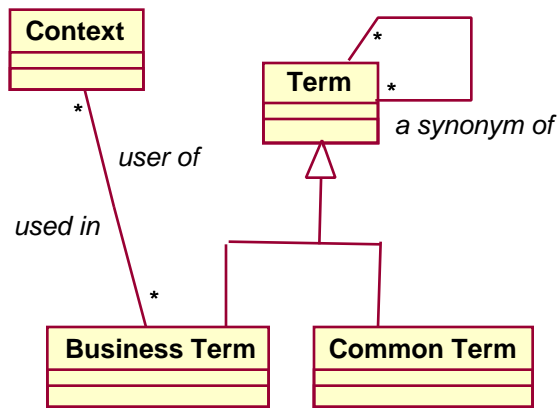 Context
*
Term
*
*
a synonym of
user of
used in
*
Business Term
Common Term